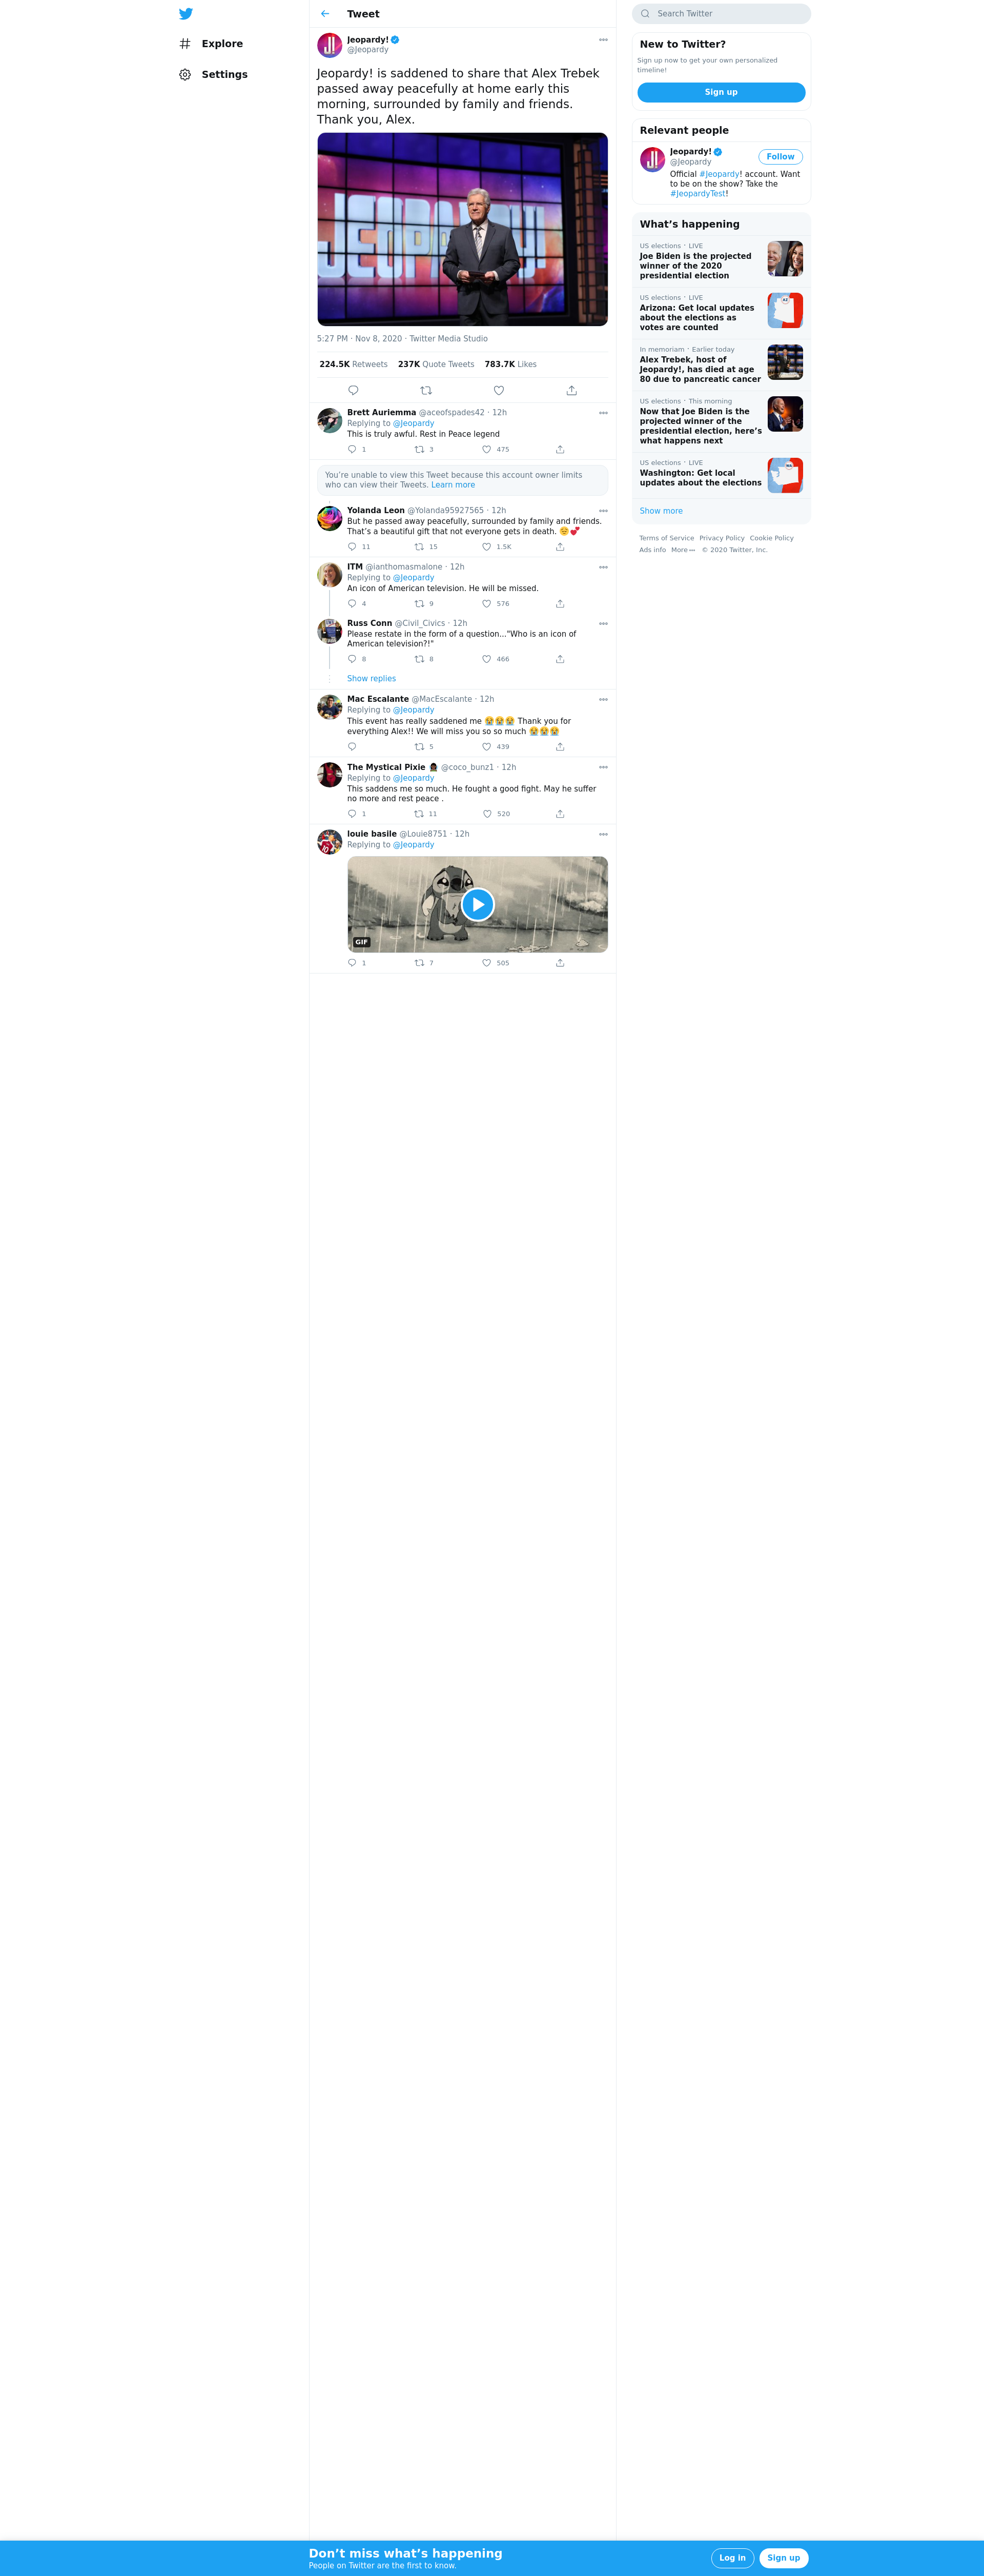 Explore
Settings
Tweet
Jeopardy!
@Jeopardy
Jeopardy! is saddened to share that Alex Trebek
passed away peacefully at home early this
morning, surrounded by family and friends.
Thank you, Alex.
5:27 PM · Nov 8, 2020 · Twitter Media Studio
224.5K Retweets 237K Quote Tweets 783.7K Likes
Brett Auriemma @aceofspades42 · 12h
Replying to @Jeopardy
This is truly awful. Rest in Peace legend
1 3 475
You’re unable to view this Tweet because this account owner limits
who can view their Tweets. Learn more
Yolanda Leon @Yolanda95927565 · 12h
But he passed away peacefully, surrounded by family and friends.
That’s a beautiful gift that not everyone gets in death. 😊💕
11 15 1.5K
ITM @ianthomasmalone · 12h
Replying to @Jeopardy
An icon of American television. He will be missed.
4 9 576
Russ Conn @Civil_Civics · 12h
Please restate in the form of a question..."Who is an icon of
American television?!"
8 8 466
Show replies
Mac Escalante @MacEscalante · 12h
Replying to @Jeopardy
This event has really saddened me 😭😭😭 Thank you for
everything Alex!! We will miss you so so much 😭😭😭
5 439
The Mystical Pixie @coco_bunz1 · 12h
Replying to @Jeopardy
This saddens me so much. He fought a good fight. May he suffer
no more and rest peace .
1 11 520
louie basile @Louie8751 · 12h
Replying to @Jeopardy
GIF
1 7 505
Search Twitter
New to Twitter?
Sign up now to get your own personalized
timeline!
Sign up
Relevant people
Jeopardy!
@Jeopardy
Follow
Official #Jeopardy! account. Want
to be on the show? Take the
#JeopardyTest!
What’s happening
US elections · LIVE
Joe Biden is the projected
winner of the 2020
presidential election
US elections · LIVE
Arizona: Get local updates
about the elections as
votes are counted
In memoriam · Earlier today
Alex Trebek, host of
Jeopardy!, has died at age
80 due to pancreatic cancer
US elections · This morning
Now that Joe Biden is the
projected winner of the
presidential election, here’s
what happens next
US elections · LIVE
Washington: Get local
updates about the elections
Show more
Terms of Service Privacy Policy Cookie Policy
Ads info More © 2020 Twitter, Inc.
Don’t miss what’s happening
People on Twitter are the first to know.
Log in
Sign up